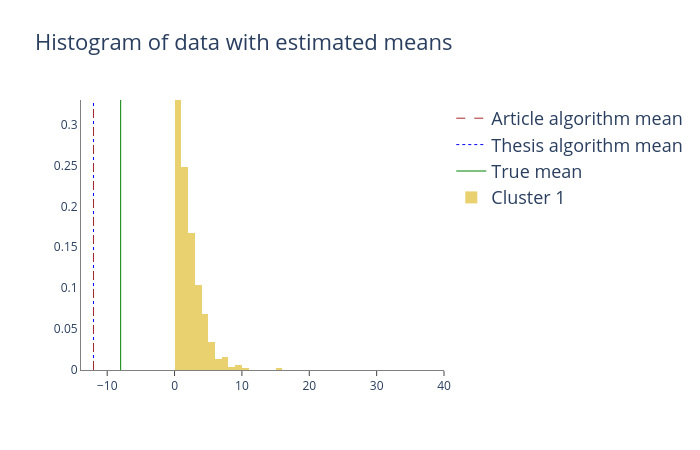 Histogram of data with estimated means
Article algorithm mean
Thesis algorithm mean
True mean
Cluster 1
0.3
0.25
0.2
0.15
0.1
0.05
0
−10
0
10
20
30
40